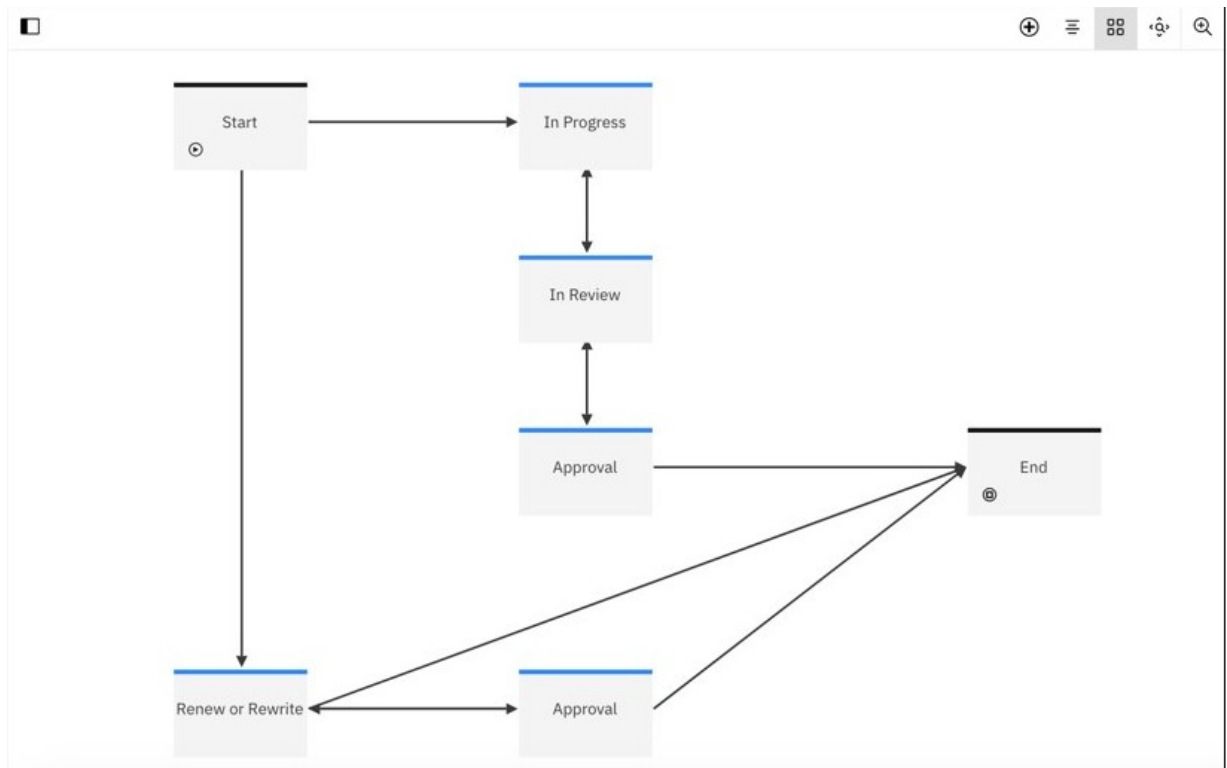 Start
In Progress
In Review
Approval
End
Renew or Rewrite
Approval